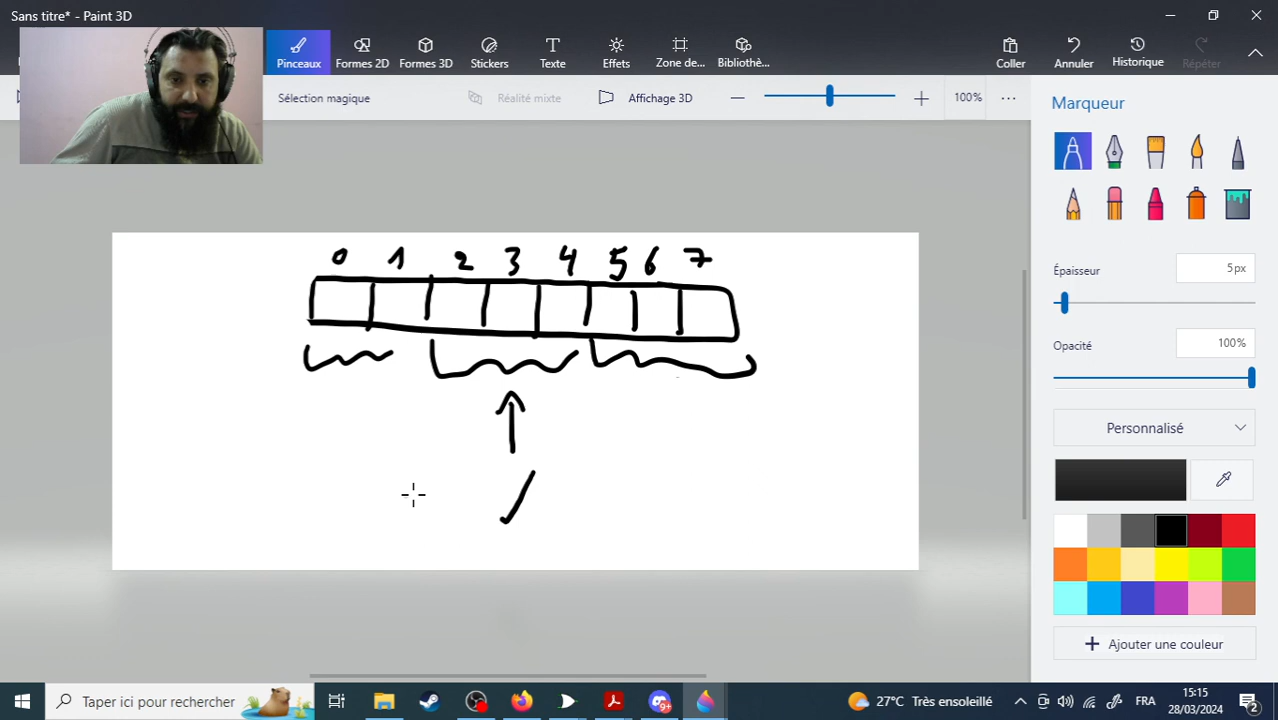 Sans titre* - Paint 3D
Pinceaux
Formes 2D
Formes 3D
Stickers
Texte
Effets
Zone de...
Bibliothè...
Coller
Annuler
Historique
Répéter
Sélection magique
Réalité mixte
Affichage 3D
100%
Marqueur
Épaisseur
5px
Opacité
100%
Personnalisé
Ajouter une couleur
0 1 2 3 4 5 6 7
Taper ici pour rechercher
9+
27°C Très ensoleillé
FRA
15:15
28/03/2024
2